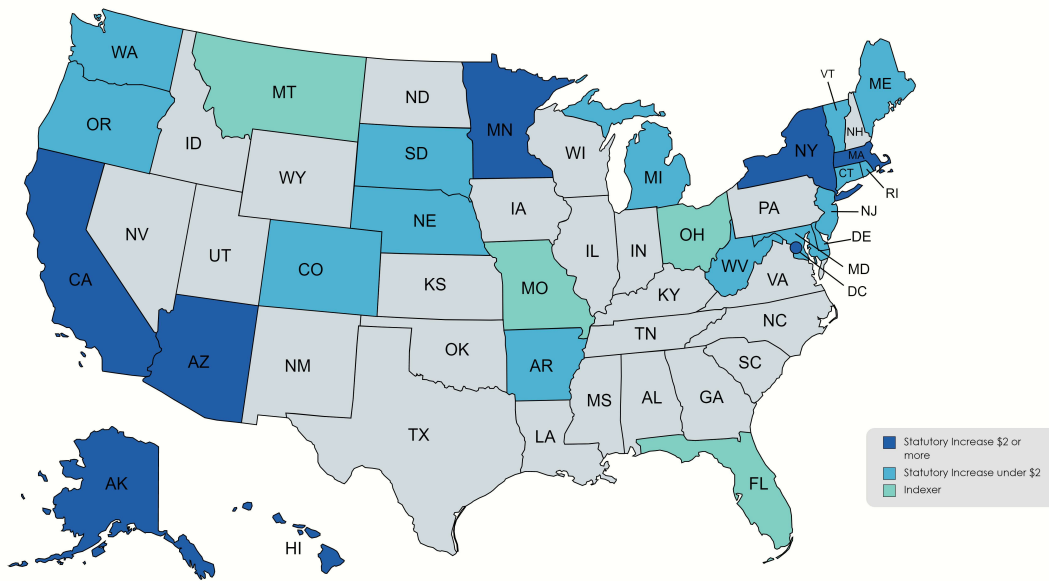 WA
MT
ND
MN
VT
ME
OR
ID
SD
WI
MI
NY
NH
MA
CT
RI
WY
NE
IA
PA
NJ
NV
UT
CO
KS
MO
IL
IN
OH
WV
VA
DE
MD
DC
CA
KY
AZ
NM
OK
AR
TN
NC
SC
MS
AL
GA
TX
LA
FL
AK
HI
Statutory Increase $2 or
more
Statutory Increase under $2
Indexer